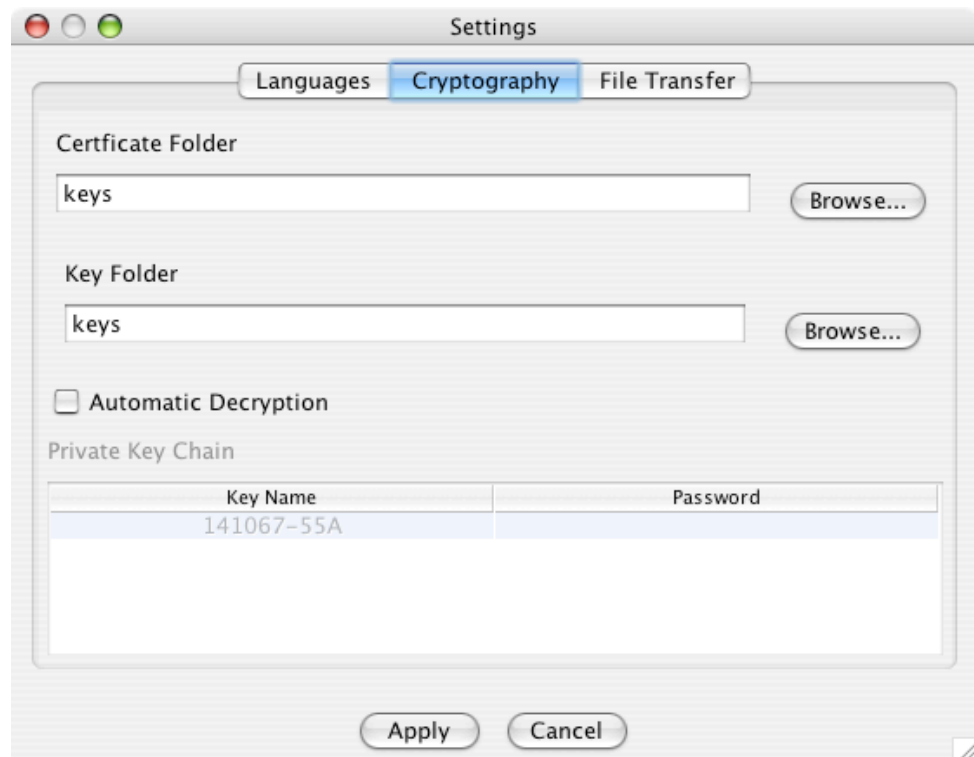 Settings
Languages Cryptography File Transfer
Certficate Folder
keys
Browse...
Key Folder
keys
Browse...
Automatic Decryption
Private Key Chain
Key Name Password
141067-55A
Apply Cancel